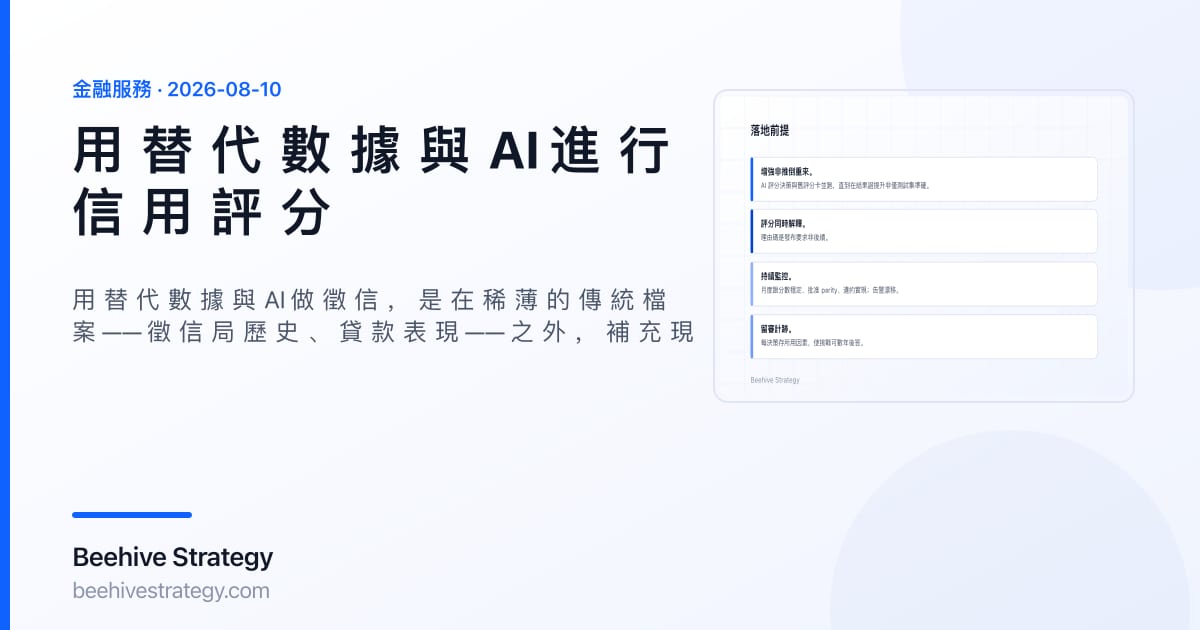 金融服務 · 2026-08-10
用替代數據與AI進行
信用評分
用替代數據與AI做徵信，是在稀薄的傳統檔
案——徵信局歷史、貸款表現——之外，補充現
Beehive Strategy
beehivestrategy.com
落地前提
增強非推倒重來。
AI 評分決策與舊評分卡並跑，直到在結果證提升非僅測試集準確。
評分同時解釋。
理由碼是發布要求非後續。
持續監控。
月度跟分數穩定、批准 parity、違約實現；告警漂移。
留審計跡。
每決策存所用因素，使挑戰可數年後答。
Beehive Strategy